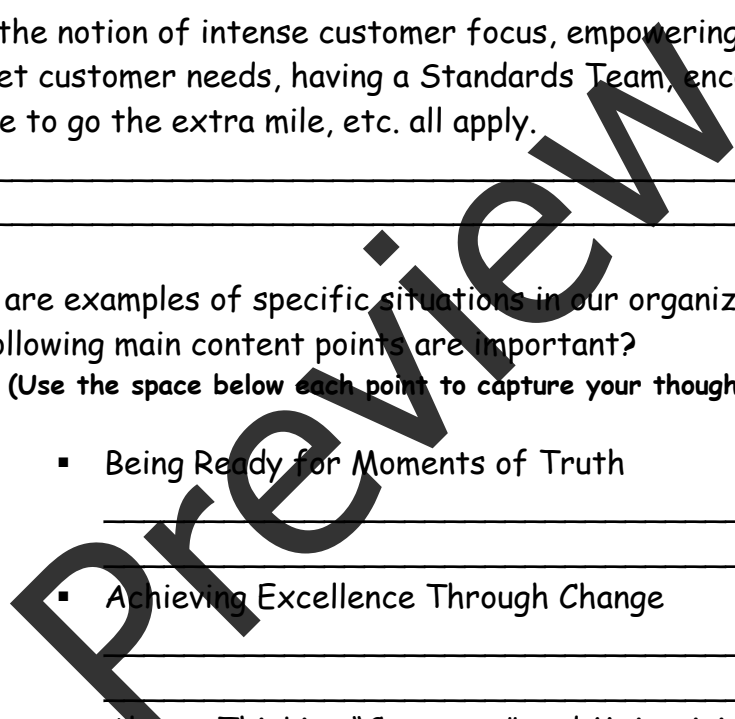 the notion of intense customer focus, empowering
et customer needs, having a Standards Team, enc
e to go the extra mile, etc. all apply.
are examples of specific situations in our organiz
ollowing main content points are important?
(Use the space below each point to capture your though
▪ Being Ready for Moments of Truth
▪ Achieving Excellence Through Change
Preview